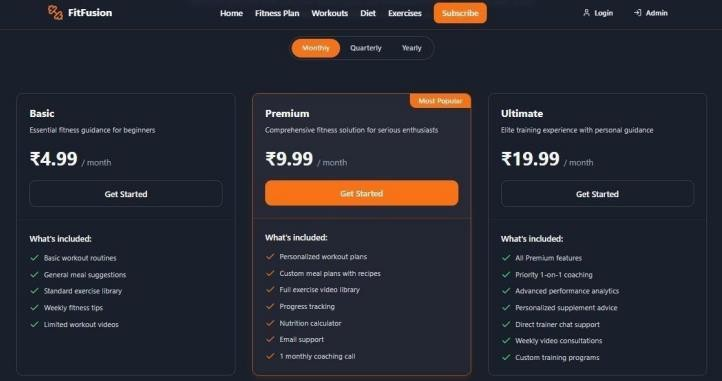 FitFusion
Home Fitness Plan Workouts Diet Exercises Subscribe
Login Admin
Monthly Quarterly Yearly
Basic
Essential fitness guidance for beginners
₹4.99 / month
Get Started
What's included:
Basic workout routines
General meal suggestions
Standard exercise library
Weekly fitness tips
Limited workout videos
Most Popular
Premium
Comprehensive fitness solution for serious enthusiasts
₹9.99 / month
Get Started
What's included:
Personalized workout plans
Custom meal plans with recipes
Full exercise video library
Progress tracking
Nutrition calculator
Email support
1 monthly coaching call
Ultimate
Elite training experience with personal guidance
₹19.99 / month
Get Started
What's included:
All Premium features
Priority 1-on-1 coaching
Advanced performance analytics
Personalized supplement advice
Direct trainer chat support
Weekly video consultations
Custom training programs